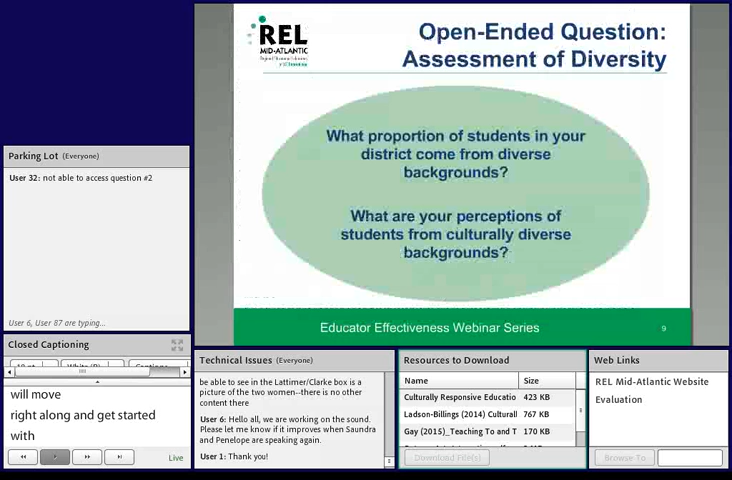 REL
MID-ATLANTIC
Open-Ended Question:
Assessment of Diversity
What proportion of students in your
district come from diverse
backgrounds?
What are your perceptions of
students from culturally diverse
backgrounds?
Educator Effectiveness Webinar Series
9
Parking Lot (Everyone)
User 32: not able to access question #2
User 6, User 87 are typing...
Closed Captioning
will move
right along and get started
with
Live
Technical Issues (Everyone)
be able to see in the Lattimer/Clarke box is a
picture of the two women--there is no other
content there
User 6: Hello all, we are working on the sound.
Please let me know if it improves when Saundra
and Penelope are speaking again.
User 1: Thank you!
Resources to Download
Name Size
Culturally Responsive Educatio 423 KB
Ladson-Billings (2014) Culturall 767 KB
Gay (2015)_Teaching To and T 170 KB
Download File(s)
Web Links
REL Mid-Atlantic Website
Evaluation
Browse To